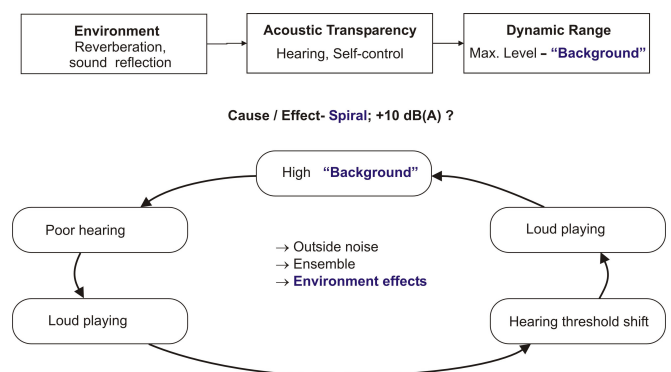 Environment
Reverberation,
sound reflection
Acoustic Transparency
Hearing, Self-control
Dynamic Range
Max. Level – “Background”
Cause / Effect- Spiral; +10 dB(A) ?
High “Background”
Poor hearing
Loud playing
→ Outside noise
→ Ensemble
→ Environment effects
Loud playing
Hearing threshold shift